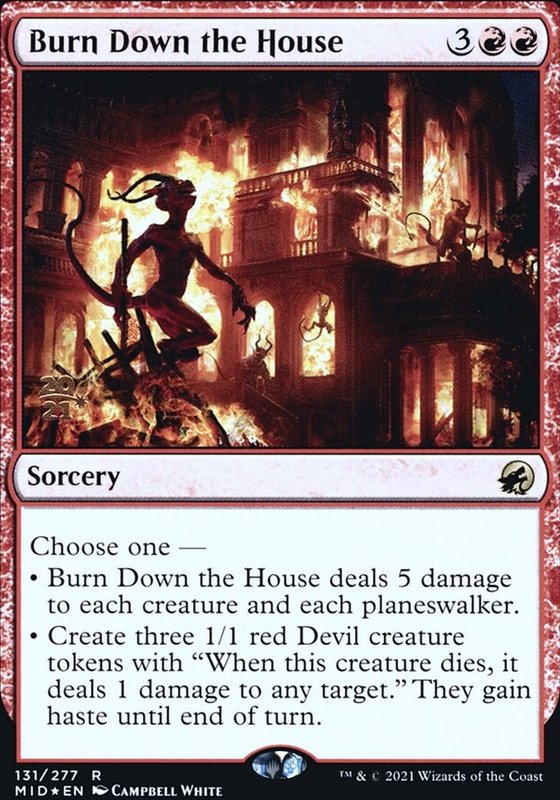 Burn Down the House 3
20
21
Sorcery
Choose one —
• Burn Down the House deals 5 damage
to each creature and each planeswalker.
• Create three 1/1 red Devil creature
tokens with “When this creature dies, it
deals 1 damage to any target.” They gain
haste until end of turn.
131/277 R
MID★EN Campbell White
™ & © 2021 Wizards of the Coast